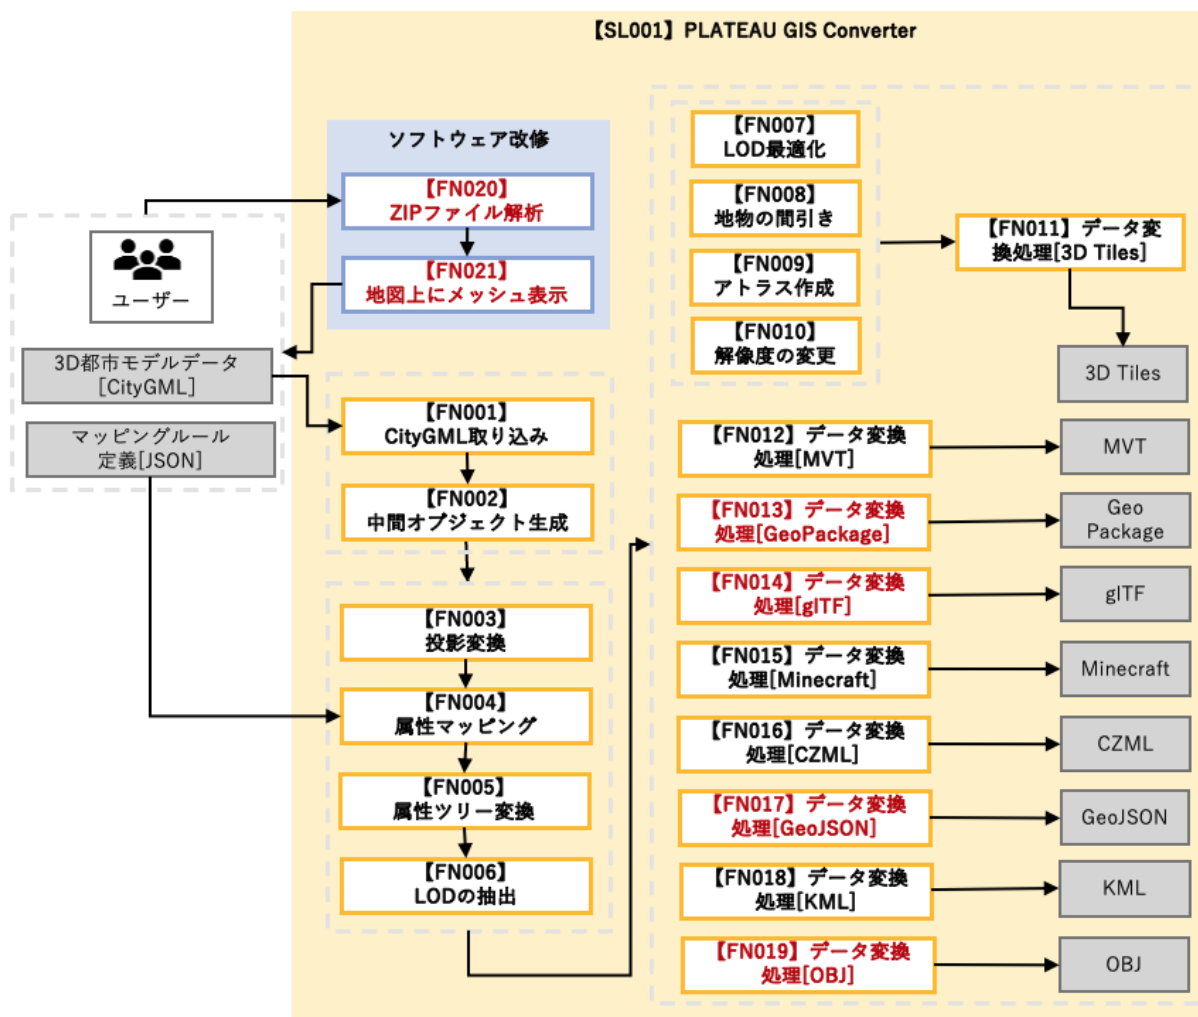 【SL001】PLATEAU GIS Converter
ソフトウェア改修
【FN020】
ZIPファイル解析
【FN021】
地図上にメッシュ表示
ユーザー
3D都市モデルデータ
[CityGML]
マッピングルール
定義[JSON]
【FN001】
CityGML取り込み
【FN002】
中間オブジェクト生成
【FN003】
投影変換
【FN004】
属性マッピング
【FN005】
属性ツリー変換
【FN006】
LODの抽出
【FN007】
LOD最適化
【FN008】
地物の間引き
【FN009】
アトラス作成
【FN010】
解像度の変更
【FN011】データ変
換処理[3D Tiles]
3D Tiles
【FN012】データ変換
処理[MVT]
MVT
【FN013】データ変換
処理[GeoPackage]
Geo
Package
【FN014】データ変換
処理[glTF]
glTF
【FN015】データ変換
処理[Minecraft]
Minecraft
【FN016】データ変換
処理[CZML]
CZML
【FN017】データ変換
処理[GeoJSON]
GeoJSON
【FN018】データ変換
処理[KML]
KML
【FN019】データ変換
処理[OBJ]
OBJ